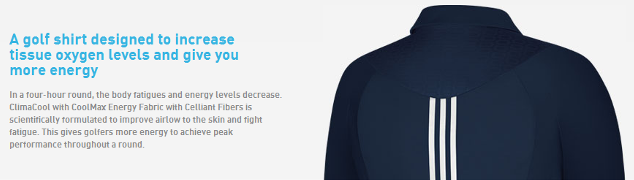 A golf shirt designed to increase
tissue oxygen levels and give you
more energy
In a four-hour round, the body fatigues and energy levels decrease.
ClimaCool with CoolMax Energy Fabric with Celliant Fibers is
scientifically formulated to improve airlow to the skin and tight
fatigue. This gives golfers more energy to achieve peak
performance throughout a round.